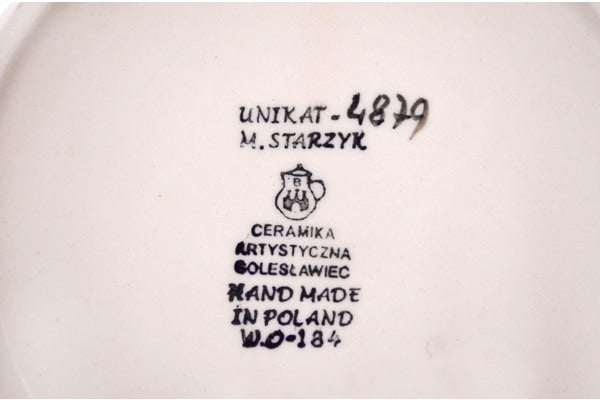 UNIKAT - 4879
M. STARZYK
B
CERAMIKA
ARTYSTYCZNA
BOLESŁAWIEC
HAND MADE
IN POLAND
W.O-184